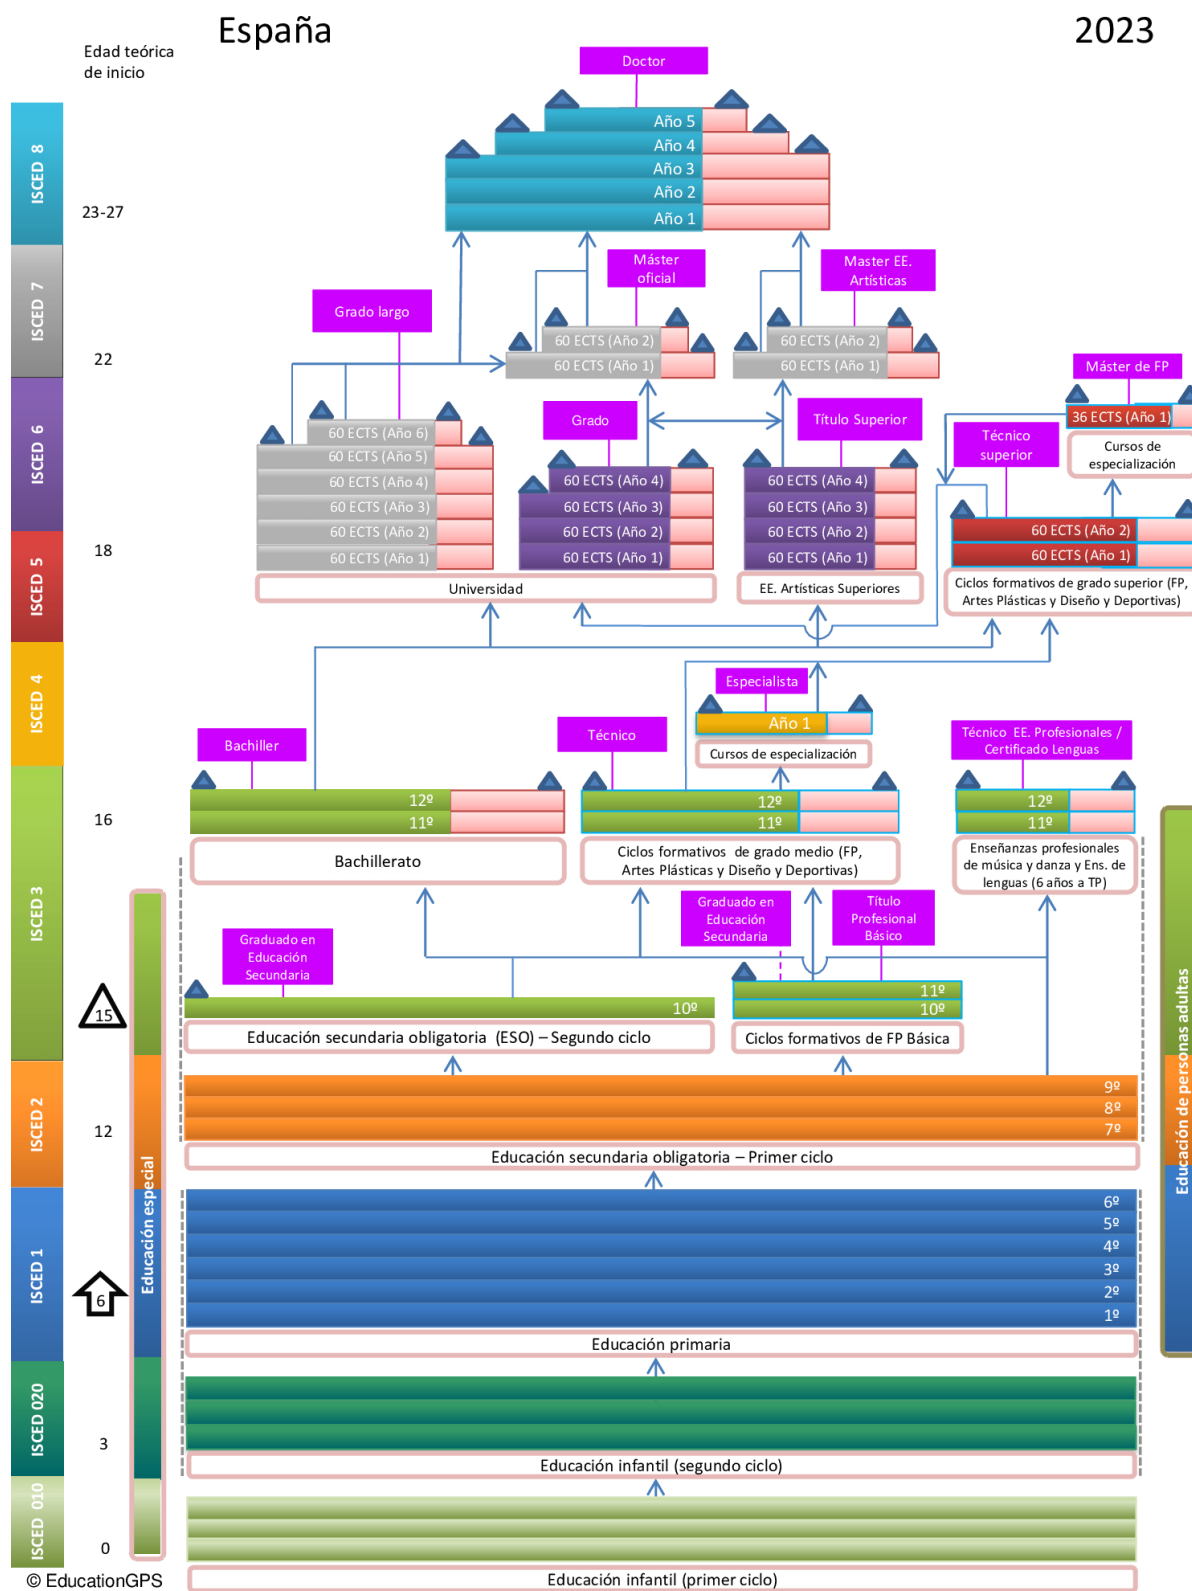 España
2023
Edad teórica
de inicio
Doctor
Año 5
Año 4
Año 3
Año 2
Año 1
ISCED 8
23-27
Máster
oficial
Master EE.
Artísticas
Grado largo
ISCED 7
60 ECTS (Año 2)
60 ECTS (Año 1)
60 ECTS (Año 2)
60 ECTS (Año 1)
22
Máster de FP
36 ECTS (Año 1)
Cursos de
especialización
Grado
Título Superior
Técnico
superior
ISCED 6
60 ECTS (Año 6)
60 ECTS (Año 5)
60 ECTS (Año 4)
60 ECTS (Año 3)
60 ECTS (Año 2)
60 ECTS (Año 1)
60 ECTS (Año 4)
60 ECTS (Año 3)
60 ECTS (Año 2)
60 ECTS (Año 1)
60 ECTS (Año 4)
60 ECTS (Año 3)
60 ECTS (Año 2)
60 ECTS (Año 1)
60 ECTS (Año 2)
60 ECTS (Año 1)
18
ISCED 5
Universidad
EE. Artísticas Superiores
Ciclos formativos de grado superior (FP,
Artes Plásticas y Diseño y Deportivas)
ISCED 4
Especialista
Año 1
Cursos de especialización
Bachiller
Técnico
Técnico EE. Profesionales /
Certificado Lenguas
12º
11º
12º
11º
12º
11º
16
Bachillerato
Ciclos formativos de grado medio (FP,
Artes Plásticas y Diseño y Deportivas)
Enseñanzas profesionales
de música y danza y Ens. de
lenguas (6 años a TP)
ISCED 3
Graduado en
Educación
Secundaria
Graduado en
Educación
Secundaria
Título
Profesional
Básico
10º
11º
10º
15
Educación secundaria obligatoria (ESO) – Segundo ciclo
Ciclos formativos de FP Básica
ISCED 2
9º
8º
7º
12
Educación secundaria obligatoria – Primer ciclo
Educación especial
Educación de personas adultas
ISCED 1
6º
5º
4º
3º
2º
1º
6
Educación primaria
ISCED 020
3
Educación infantil (segundo ciclo)
ISCED 010
0
© EducationGPS
Educación infantil (primer ciclo)